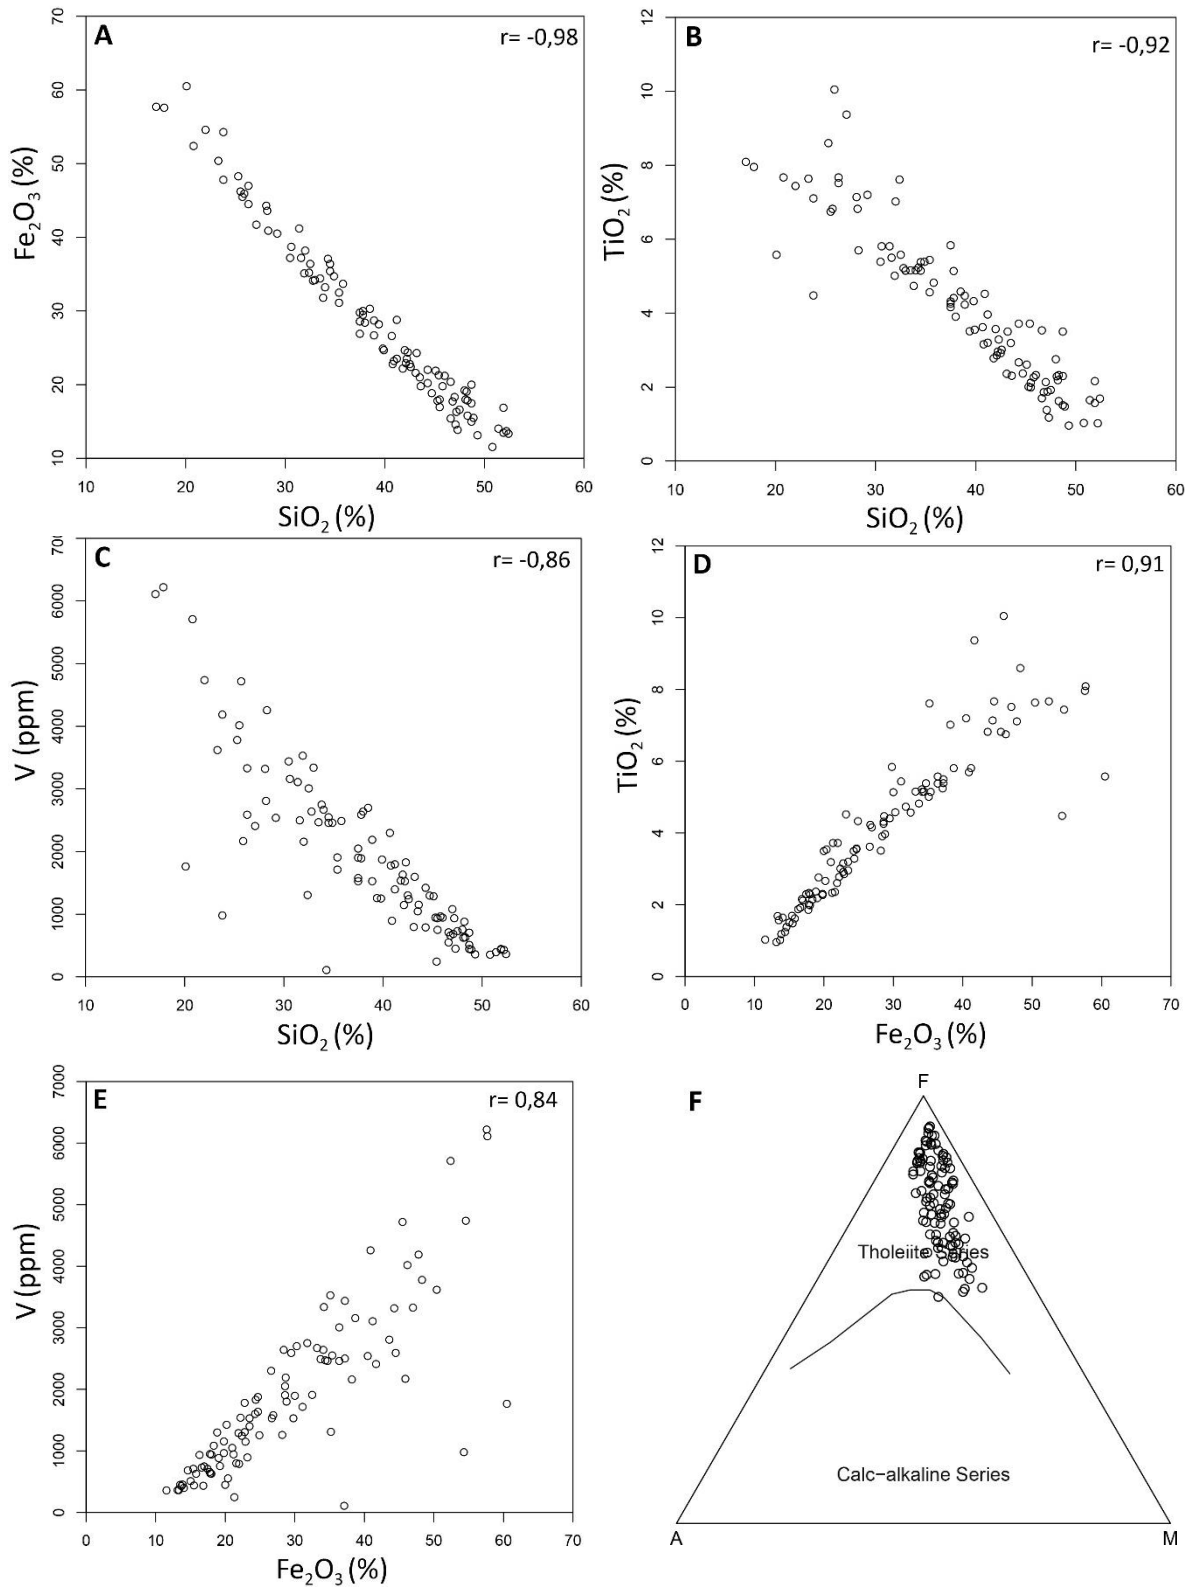 A
r= -0,98
Fe₂O₃ (%)
70
60
50
40
30
20
10
10 20 30 40 50 60
SiO₂ (%)
B
r= -0,92
TiO₂ (%)
12
10
8
6
4
2
0
10 20 30 40 50 60
SiO₂ (%)
C
r= -0,86
V (ppm)
70
6000
5000
4000
3000
2000
1000
0
10 20 30 40 50 60
SiO₂ (%)
D
r= 0,91
TiO₂ (%)
12
10
8
6
4
2
0
0 10 20 30 40 50 60 70
Fe₂O₃ (%)
E
r= 0,84
V (ppm)
7000
6000
5000
4000
3000
2000
1000
0
0 10 20 30 40 50 60 70
Fe₂O₃ (%)
F
F
Tholeiite Series
Calc-alkaline Series
A M